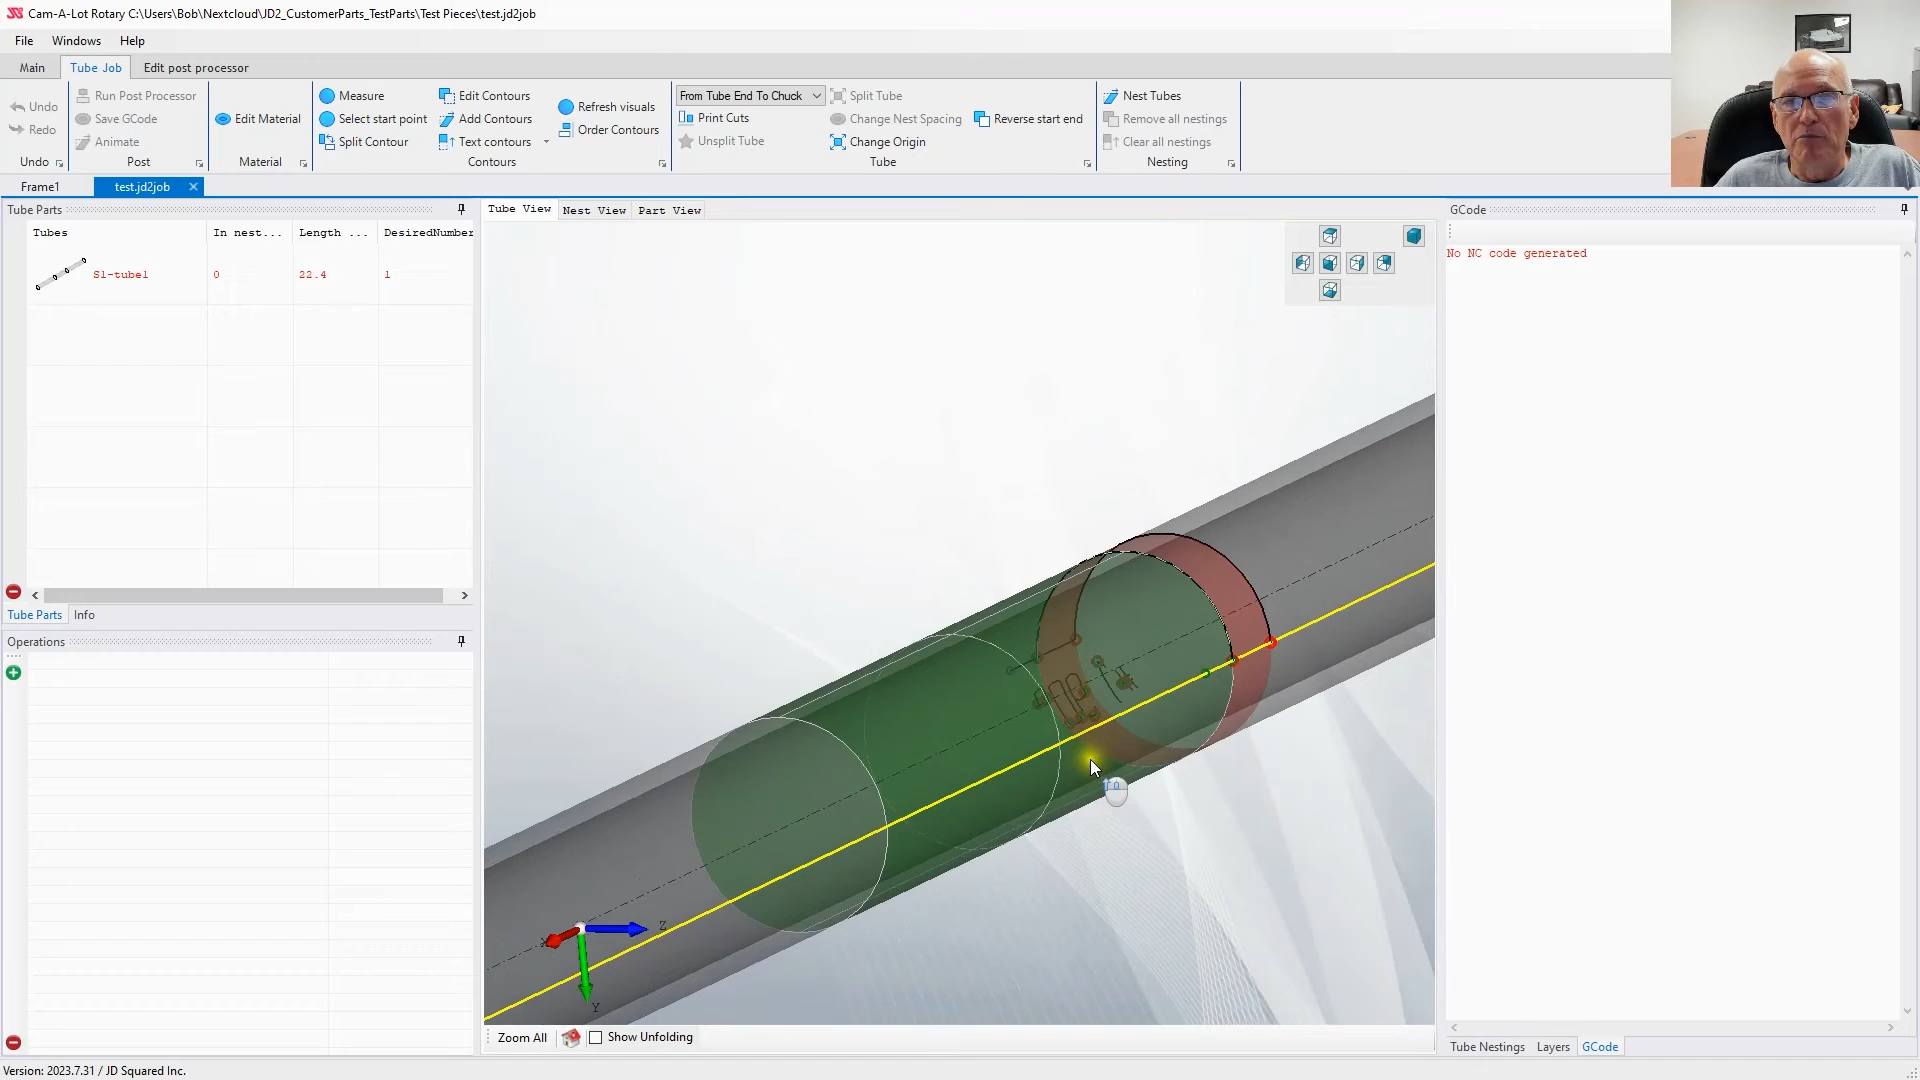 Cam-A-Lot Rotary C:\Users\Bob\Nextcloud\JD2_CustomerParts_TestParts\Test Pieces\test.jd2job
File Windows Help
Main Tube Job Edit post processor
Undo
Redo
Undo
Run Post Processor
Save GCode
Animate
Post
Edit Material
Material
Measure
Select start point
Split Contour
Edit Contours
Add Contours
Text contours
Refresh visuals
Order Contours
Contours
From Tube End To Chuck
Print Cuts
Unsplit Tube
Split Tube
Change Nest Spacing
Change Origin
Reverse start end
Tube
Nest Tubes
Remove all nestings
Clear all nestings
Nesting
Frame1 test.jd2job
Tube Parts
Tubes In nest... Length ... DesiredNumber
S1-tube1 0 22.4 1
Tube Parts Info
Operations
Tube View Nest View Part View
X
Y
Z
Zoom All Show Unfolding
GCode
No NC code generated
Tube Nestings Layers GCode
Version: 2023.7.31 / JD Squared Inc.